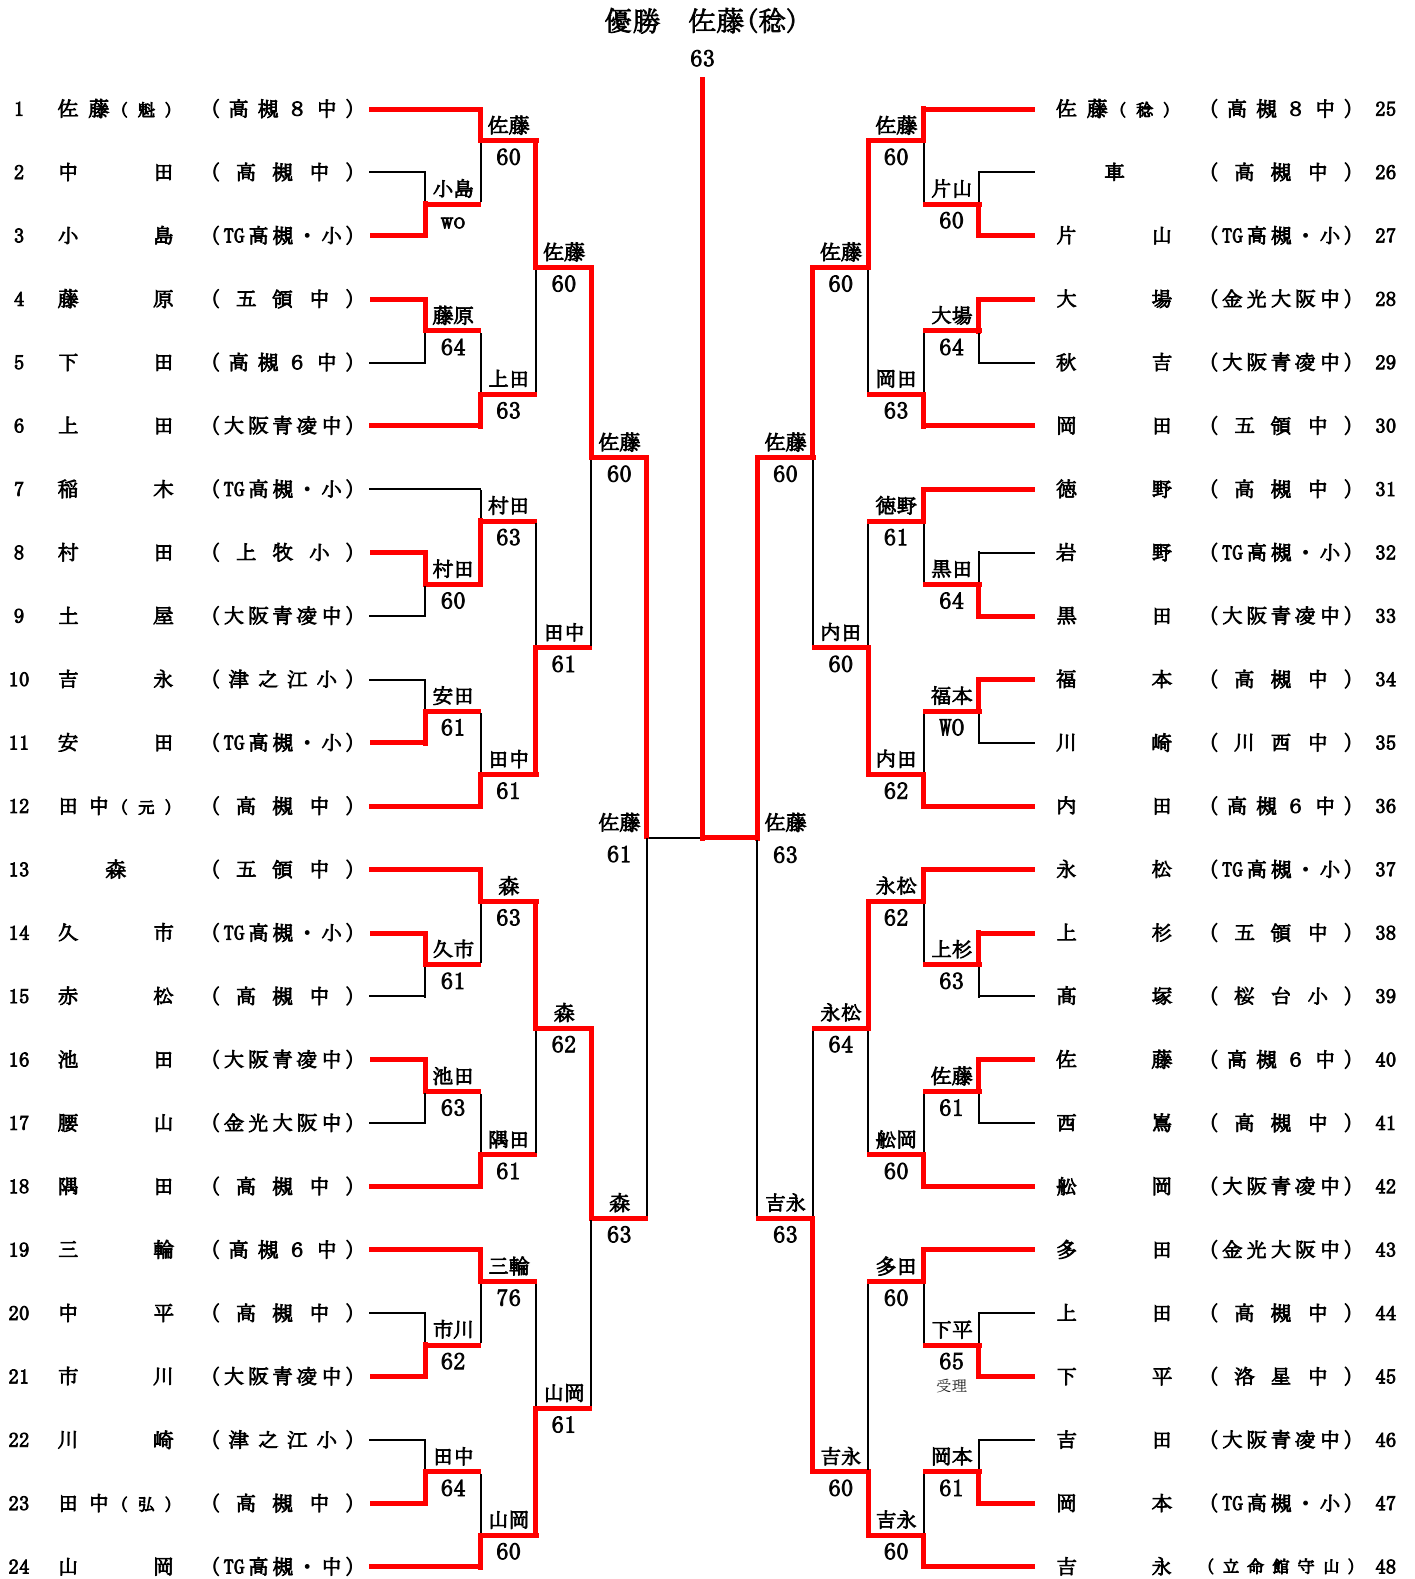 優勝 佐藤(稔)
63
1 佐藤(魁) (高槻8中)
佐藤(稔) (高槻8中) 25
佐藤
佐藤
60
60
2 中田 (高槻中)
車 (高槻中) 26
小島
片山
wo
60
3 小島 (TG高槻・小)
片山 (TG高槻・小) 27
佐藤
佐藤
60
60
4 藤原 (五領中)
大場 (金光大阪中) 28
藤原
大場
64
64
5 下田 (高槻6中)
秋吉 (大阪青凌中) 29
上田
岡田
63
63
6 上田 (大阪青凌中)
岡田 (五領中) 30
佐藤
佐藤
60
60
7 稲木 (TG高槻・小)
徳野 (高槻中) 31
村田
徳野
63
61
8 村田 (上牧小)
岩野 (TG高槻・小) 32
村田
黒田
60
64
9 土屋 (大阪青凌中)
黒田 (大阪青凌中) 33
田中
内田
61
60
10 吉永 (津之江小)
福本 (高槻中) 34
安田
福本
61
WO
11 安田 (TG高槻・小)
川崎 (川西中) 35
田中
内田
61
62
12 田中(元) (高槻中)
内田 (高槻6中) 36
佐藤
佐藤
61
63
13 森 (五領中)
永松 (TG高槻・小) 37
森
永松
63
62
14 久市 (TG高槻・小)
上杉 (五領中) 38
久市
上杉
61
63
15 赤松 (高槻中)
髙塚 (桜台小) 39
森
永松
62
64
16 池田 (大阪青凌中)
佐藤 (高槻6中) 40
池田
佐藤
63
61
17 腰山 (金光大阪中)
西嶌 (高槻中) 41
隅田
舩岡
61
60
18 隅田 (高槻中)
舩岡 (大阪青凌中) 42
森
吉永
63
63
19 三輪 (高槻6中)
多田 (金光大阪中) 43
三輪
多田
76
60
20 中平 (高槻中)
上田 (高槻中) 44
市川
下平
62
65
受理
21 市川 (大阪青凌中)
下平 (洛星中) 45
山岡
61
22 川崎 (津之江小)
吉田 (大阪青凌中) 46
田中
吉永
岡本
64
60
61
23 田中(弘) (高槻中)
岡本 (TG高槻・小) 47
山岡
吉永
60
60
24 山岡 (TG高槻・中)
吉永 (立命館守山) 48